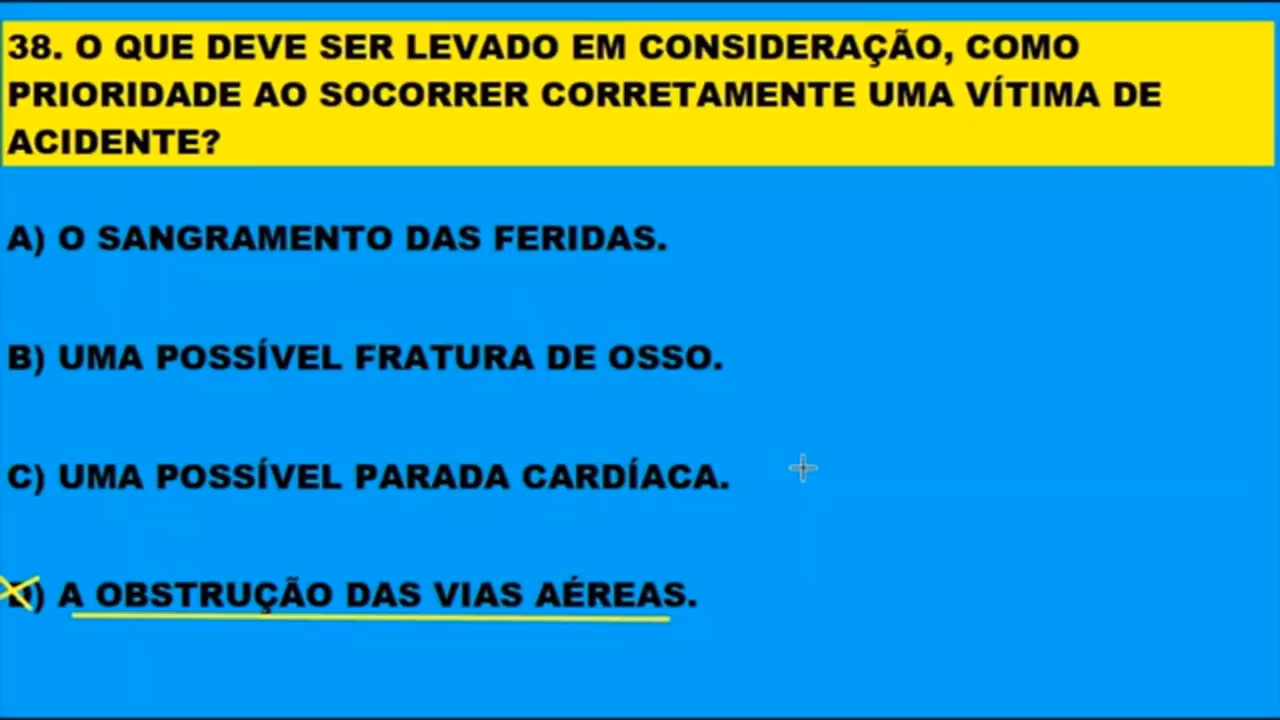 38. O QUE DEVE SER LEVADO EM CONSIDERAÇÃO, COMO
PRIORIDADE AO SOCORRER CORRETAMENTE UMA VÍTIMA DE
ACIDENTE?
A) O SANGRAMENTO DAS FERIDAS.
B) UMA POSSÍVEL FRATURA DE OSSO.
C) UMA POSSÍVEL PARADA CARDÍACA.
D) A OBSTRUÇÃO DAS VIAS AÉREAS.